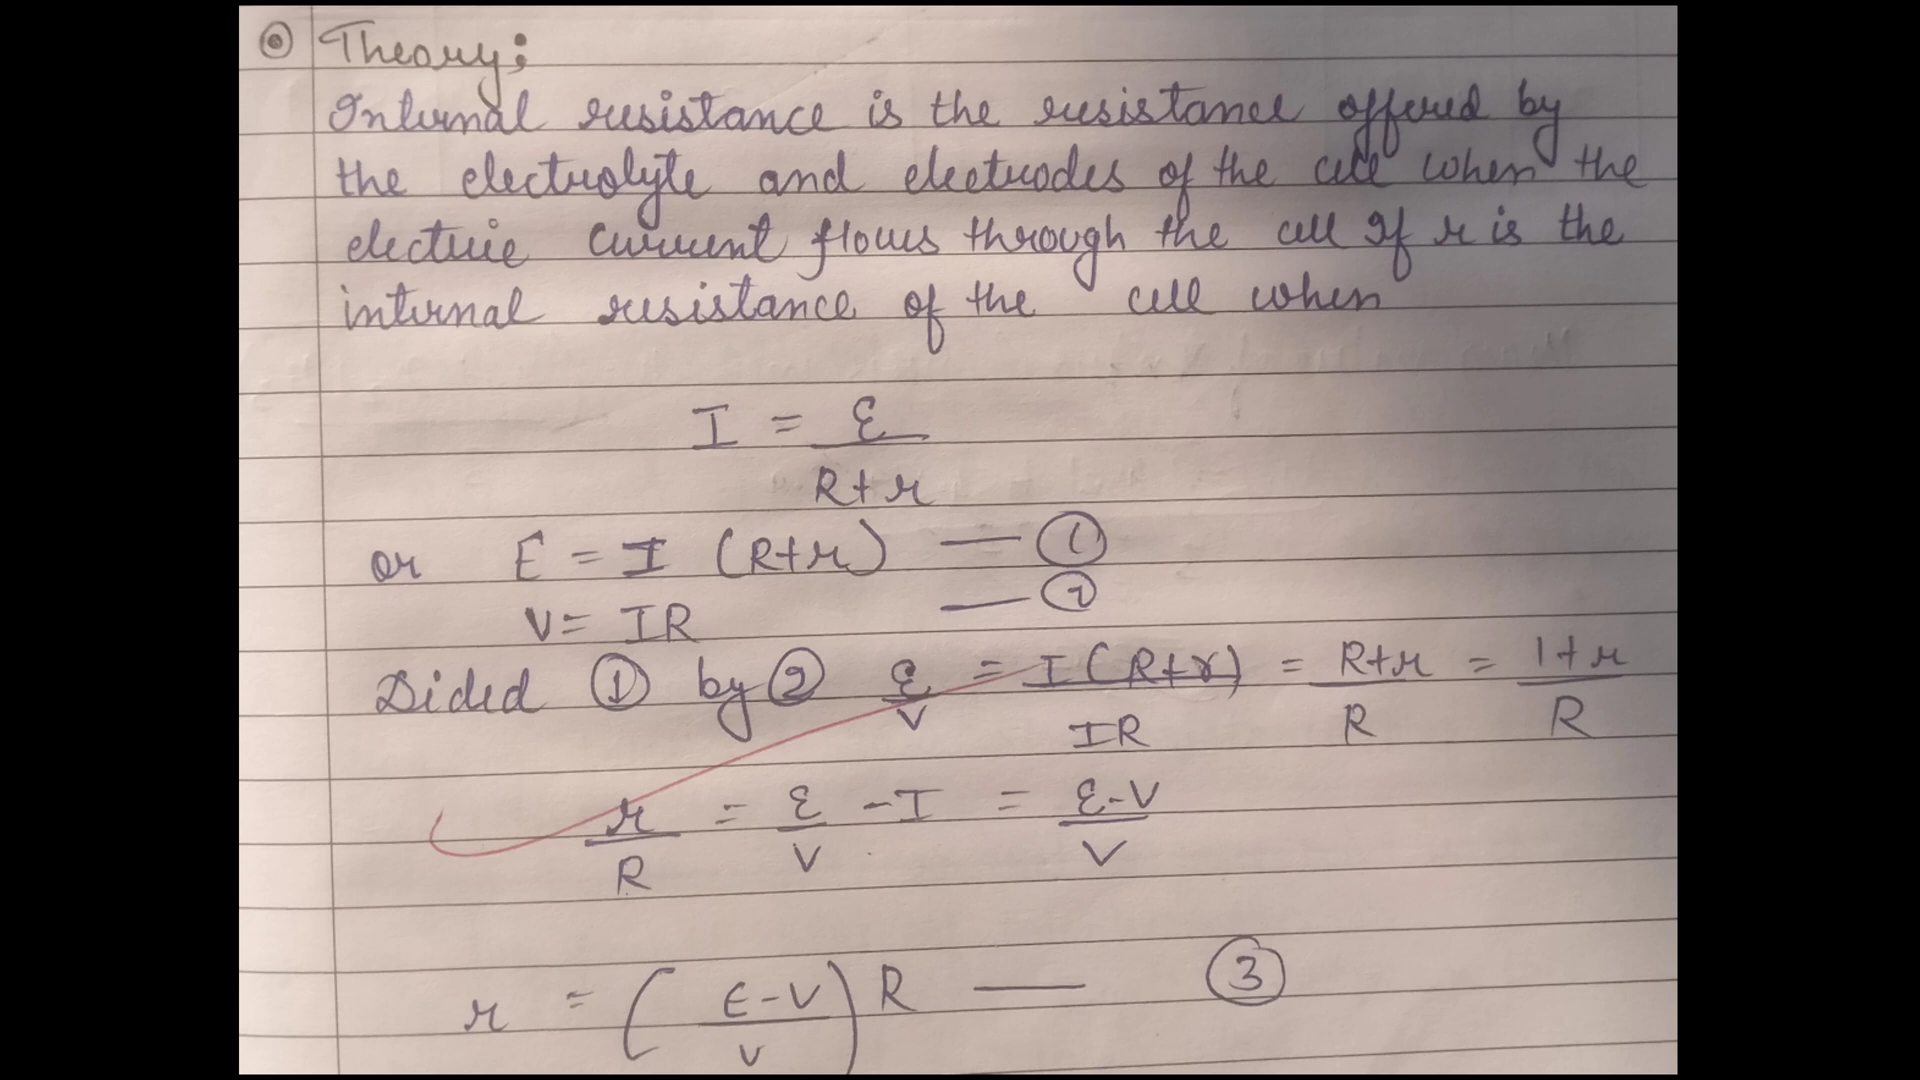 Theory;
Internal resistance is the resistance offered by
the electrolyte and electrodes of the cell when the
electric current flows through the cell If r is the
internal resistance of the cell when
I = ε
R+r
or E = I (R+r) — ①
V = IR — ②
Dided ① by ② ε/V = I(R+r)/IR = R+r/R = 1+r/R
r/R = ε/V - I = ε-V/V
r = (ε-V/V) R — ③